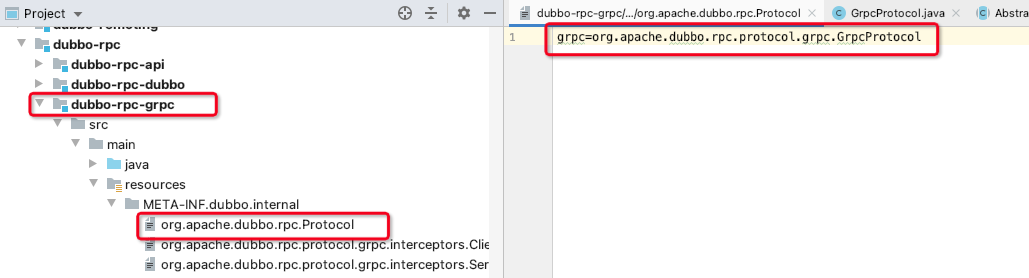 Project
dubbo-rpc
dubbo-rpc-api
dubbo-rpc-dubbo
dubbo-rpc-grpc
src
main
java
resources
META-INF.dubbo.internal
org.apache.dubbo.rpc.Protocol
org.apache.dubbo.rpc.protocol.grpc.interceptors.Clie
org.apache.dubbo.rpc.protocol.grpc.interceptors.Ser
dubbo-rpc-grpc/.../org.apache.dubbo.rpc.Protocol
GrpcProtocol.java
Abstra
1
grpc=org.apache.dubbo.rpc.protocol.grpc.GrpcProtocol